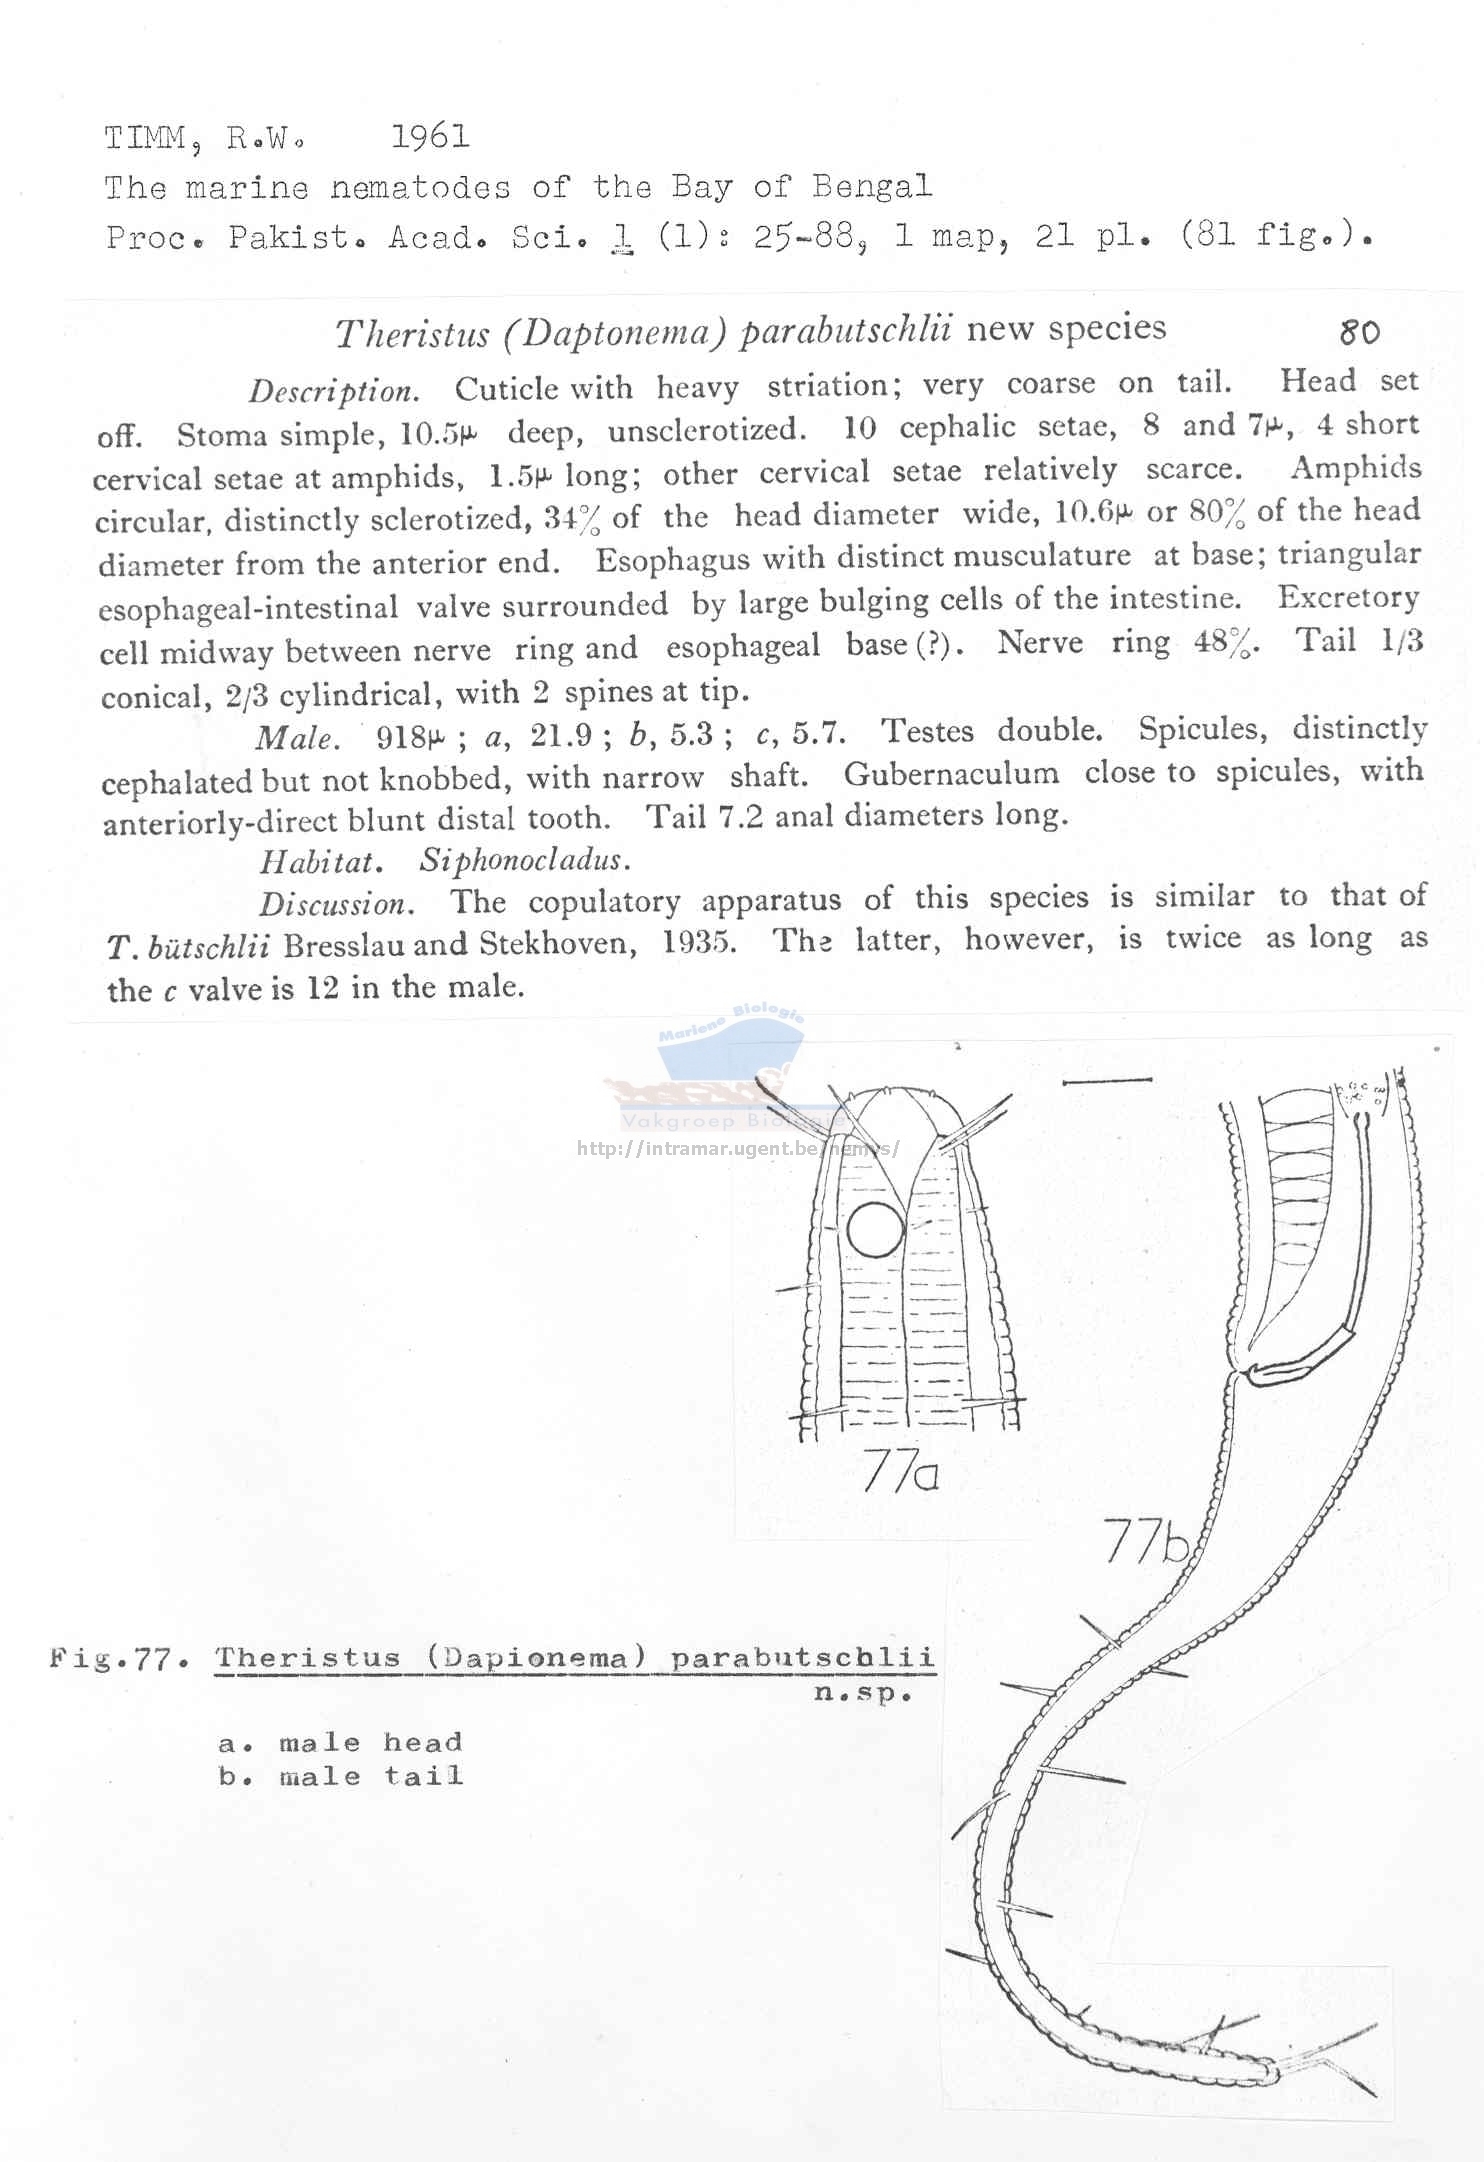 TIMM, R.W. 1961
The marine nematodes of the Bay of Bengal
Proc. Pakist. Acad. Sci. 1 (1): 25-88, 1 map, 21 pl. (81 fig.).
Theristus (Daptonema) parabutschlii new species 80
Description. Cuticle with heavy striation; very coarse on tail. Head set
off. Stoma simple, 10.5μ deep, unsclerotized. 10 cephalic setae, 8 and 7μ, 4 short
cervical setae at amphids, 1.5μ long; other cervical setae relatively scarce. Amphids
circular, distinctly sclerotized, 34% of the head diameter wide, 10.6μ or 80% of the head
diameter from the anterior end. Esophagus with distinct musculature at base; triangular
esophageal-intestinal valve surrounded by large bulging cells of the intestine. Excretory
cell midway between nerve ring and esophageal base (?). Nerve ring 48%. Tail 1/3
conical, 2/3 cylindrical, with 2 spines at tip.
Male. 918μ; a, 21.9; b, 5.3; c, 5.7. Testes double. Spicules, distinctly
cephalated but not knobbed, with narrow shaft. Gubernaculum close to spicules, with
anteriorly-direct blunt distal tooth. Tail 7.2 anal diameters long.
Habitat. Siphonocladus.
Discussion. The copulatory apparatus of this species is similar to that of
T. bütschlii Bresslau and Stekhoven, 1935. The latter, however, is twice as long as
the c valve is 12 in the male.
Mariene Biologie
Vakgroep Biologie
http://intramar.ugent.be/nemys/
77a
77b
Fig.77. Theristus (Dapionema) parabutschlii
n.sp.
a. male head
b. male tail